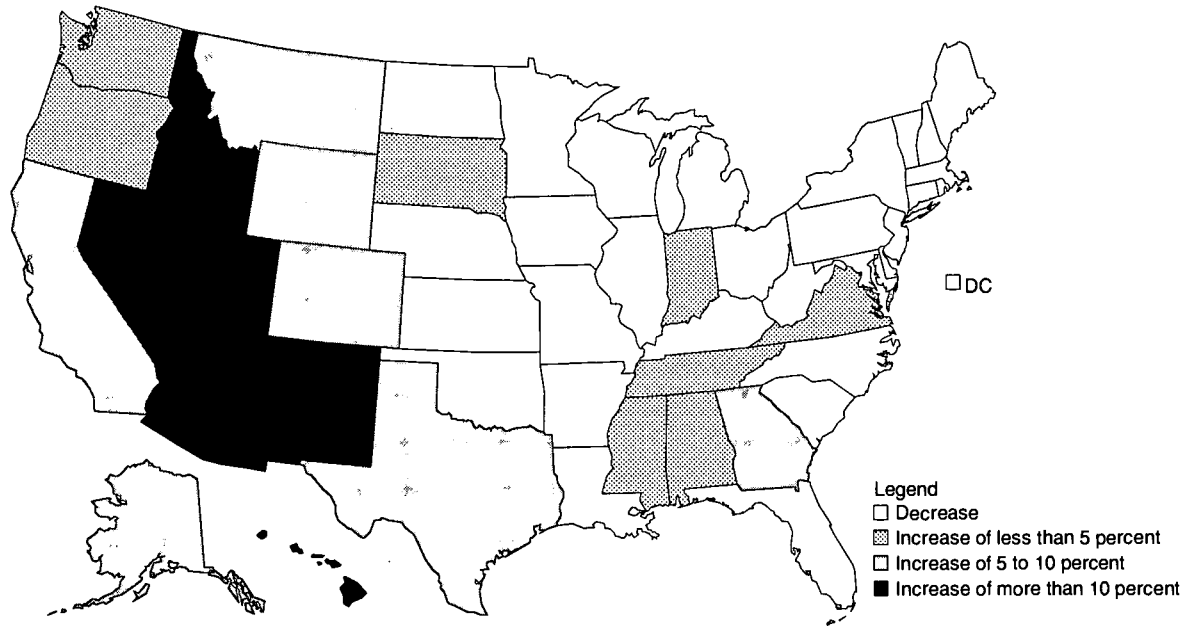 DC
Legend
Decrease
Increase of less than 5 percent
Increase of 5 to 10 percent
Increase of more than 10 percent